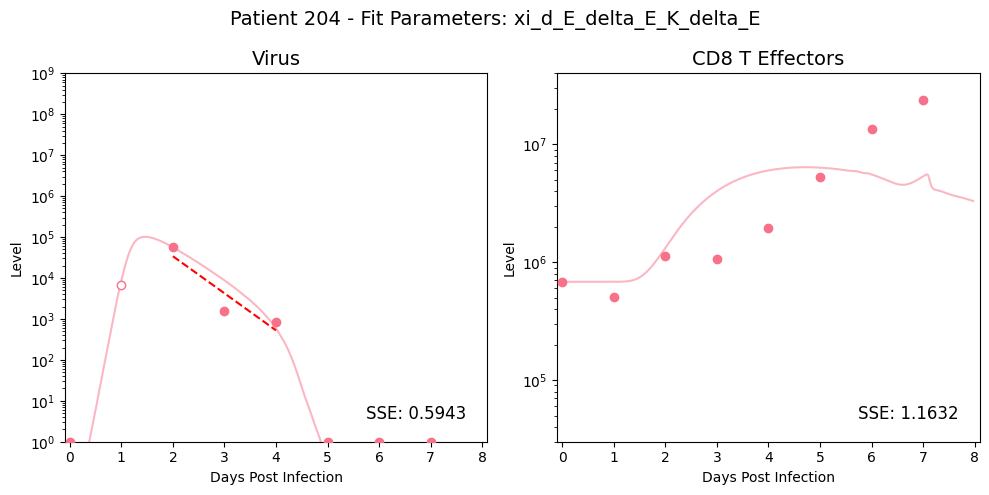 Patient 204 - Fit Parameters: xi_d_E_delta_E_K_delta_E
Virus
CD8 T Effectors
10^9
10^8
10^7
10^6
10^5
10^4
10^3
10^2
10^1
10^0
Level
0 1 2 3 4 5 6 7 8
Days Post Infection
SSE: 0.5943
10^7
10^6
10^5
Level
0 1 2 3 4 5 6 7 8
Days Post Infection
SSE: 1.1632